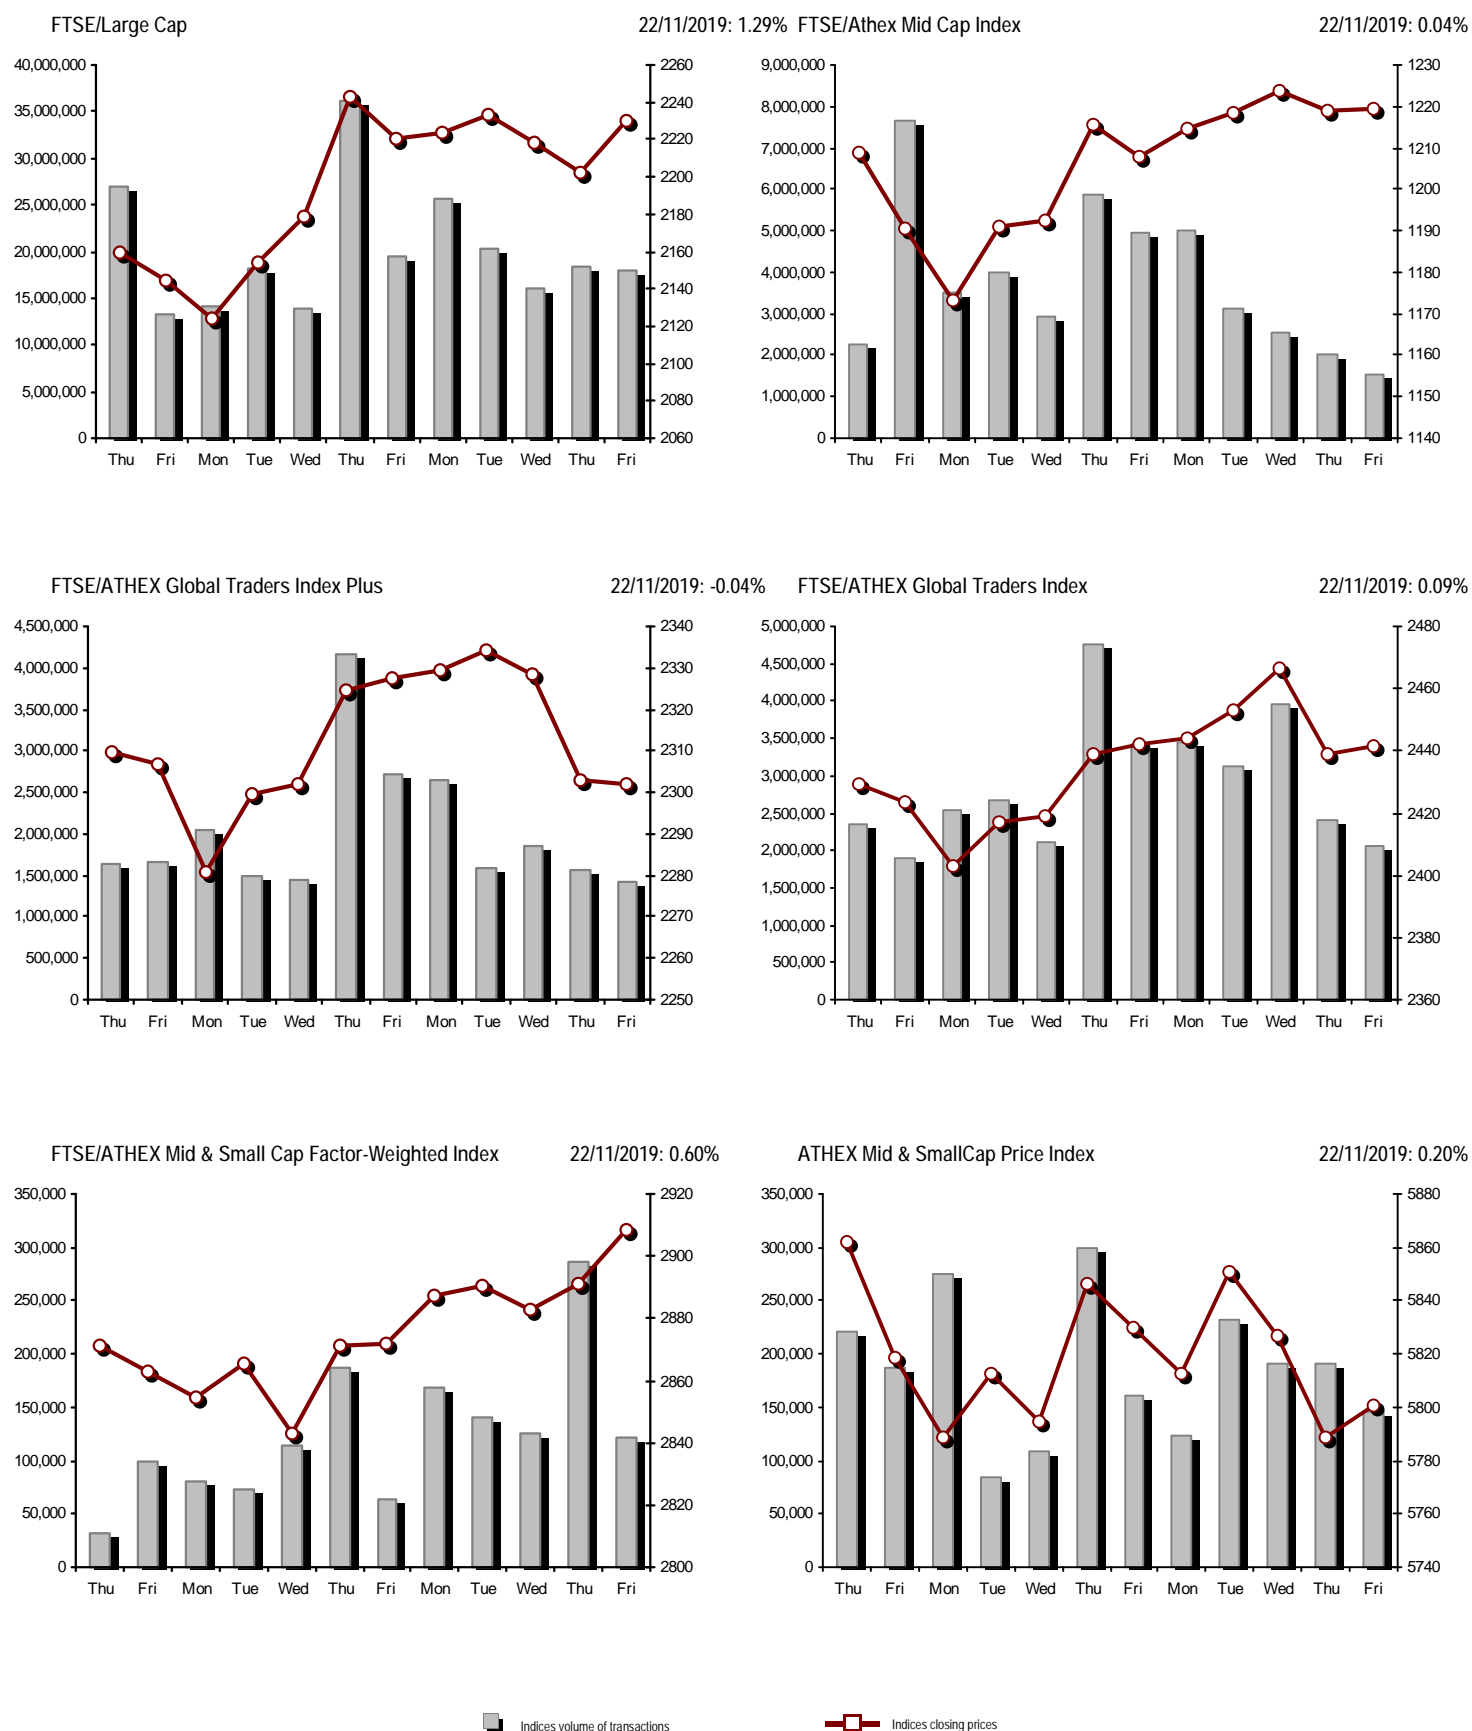 FTSE/Large Cap 22/11/2019: 1.29% FTSE/Athex Mid Cap Index 22/11/2019: 0.04%
40,000,000 2260 9,000,000 1230
35,000,000 2240 8,000,000 1220
30,000,000 2220 7,000,000 1210
25,000,000 2200 6,000,000 1200
20,000,000 2180 5,000,000 1190
15,000,000 2160 4,000,000 1180
10,000,000 2140 3,000,000 1170
5,000,000 2120 2,000,000 1160
0 2100 1,000,000 1150
2080 0 1140
2060
Thu Fri Mon Tue Wed Thu Fri Mon Tue Wed Thu Fri Thu Fri Mon Tue Wed Thu Fri Mon Tue Wed Thu Fri
FTSE/ATHEX Global Traders Index Plus 22/11/2019: -0.04% FTSE/ATHEX Global Traders Index 22/11/2019: 0.09%
4,500,000 2340 5,000,000 2480
4,000,000 2330 4,500,000 2460
3,500,000 2320 4,000,000 2440
3,000,000 2310 3,500,000 2420
2,500,000 2300 3,000,000 2400
2,000,000 2290 2,500,000 2380
1,500,000 2280 2,000,000 2360
1,000,000 2270 1,500,000
500,000 2260 1,000,000
0 2250 500,000
0
Thu Fri Mon Tue Wed Thu Fri Mon Tue Wed Thu Fri Thu Fri Mon Tue Wed Thu Fri Mon Tue Wed Thu Fri
FTSE/ATHEX Mid & Small Cap Factor-Weighted Index 22/11/2019: 0.60% ATHEX Mid & SmallCap Price Index 22/11/2019: 0.20%
350,000 2920 350,000 5880
300,000 2900 300,000 5860
250,000 2880 250,000 5840
200,000 2860 200,000 5820
150,000 2840 150,000 5800
100,000 2820 100,000 5780
50,000 2800 50,000 5760
0 0 5740
Thu Fri Mon Tue Wed Thu Fri Mon Tue Wed Thu Fri Thu Fri Mon Tue Wed Thu Fri Mon Tue Wed Thu Fri
Indices volume of transactions Indices closing prices